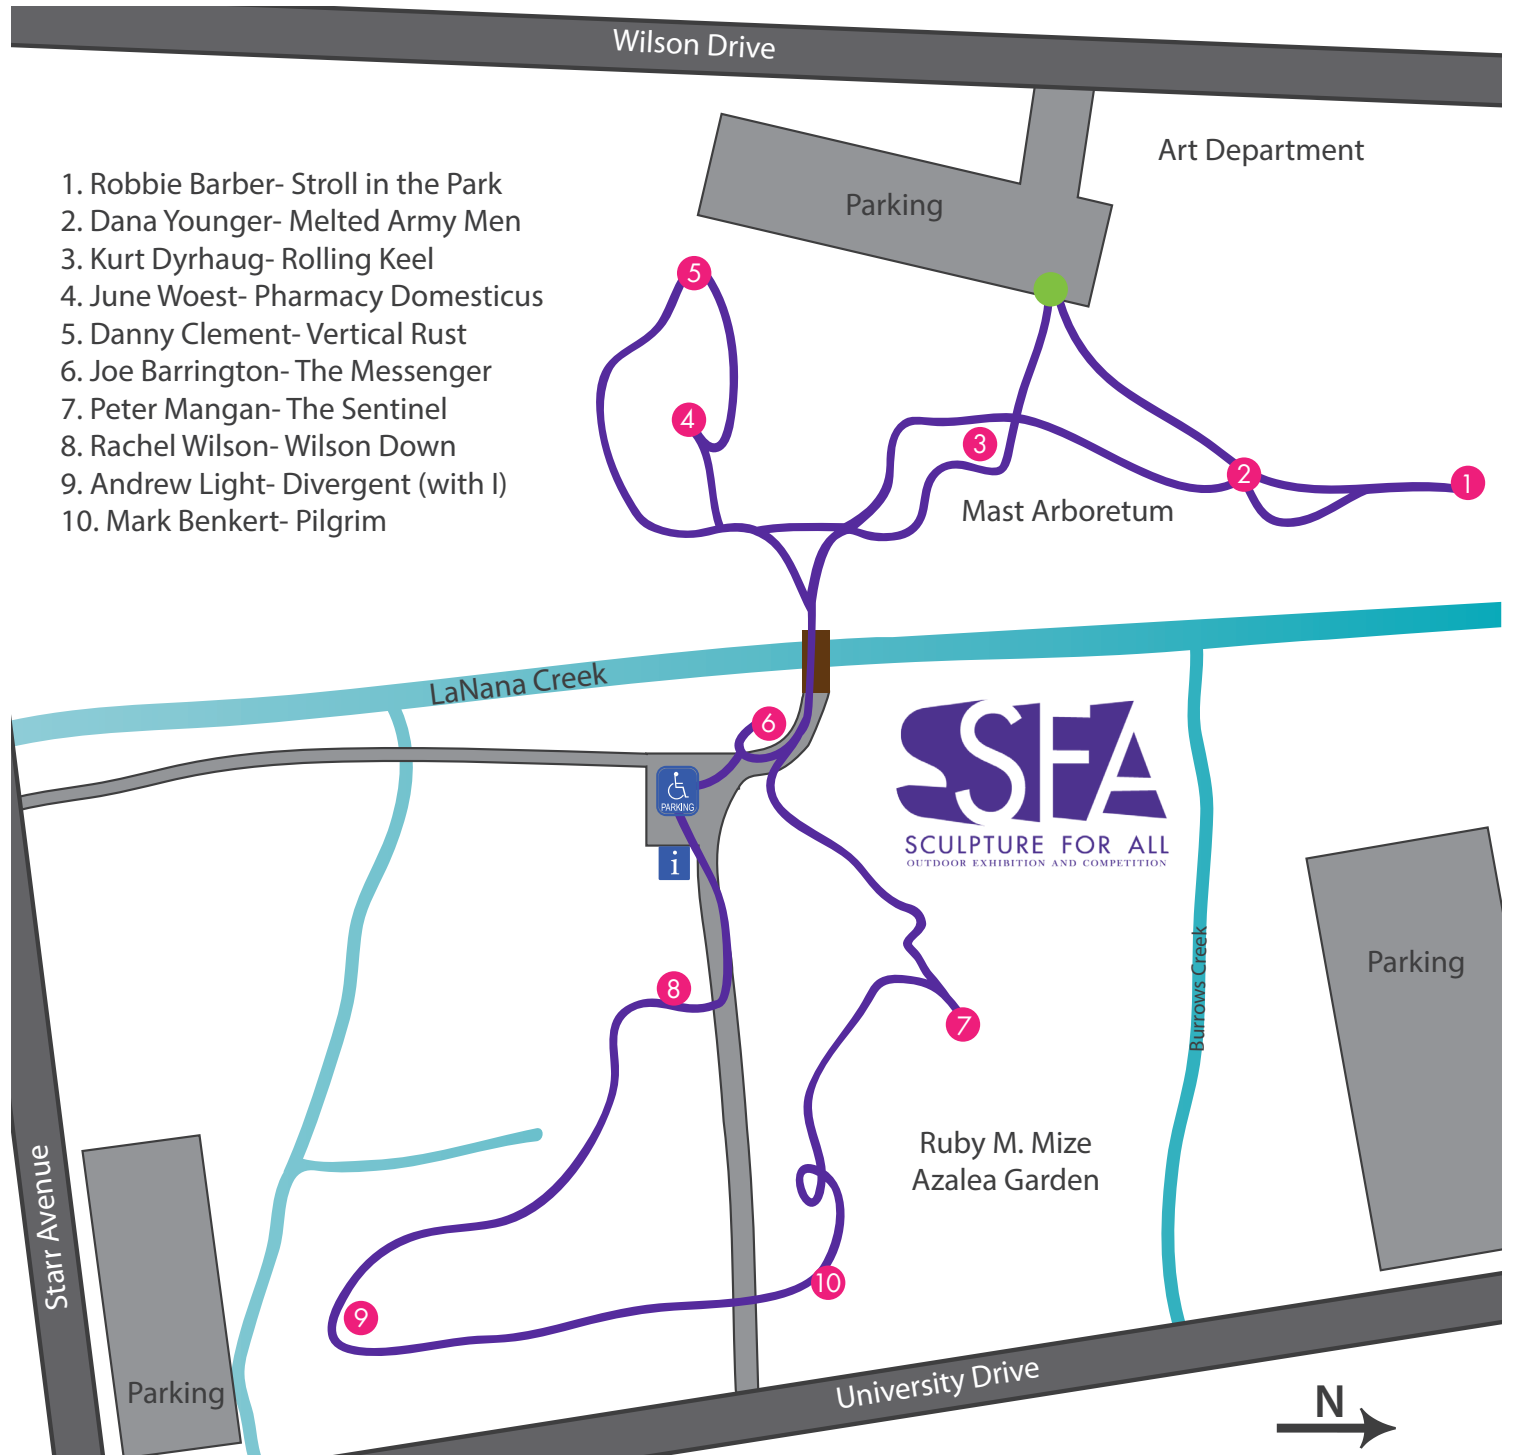 Wilson Drive
Art Department
Parking
1. Robbie Barber- Stroll in the Park
2. Dana Younger- Melted Army Men
3. Kurt Dyrhaug- Rolling Keel
4. June Woest- Pharmacy Domesticus
5. Danny Clement- Vertical Rust
6. Joe Barrington- The Messenger
7. Peter Mangan- The Sentinel
8. Rachel Wilson- Wilson Down
9. Andrew Light- Divergent (with I)
10. Mark Benkert- Pilgrim
5
4
3
2
1
Mast Arboretum
LaNana Creek
6
PARKING
i
SFA
SCULPTURE FOR ALL
OUTDOOR EXHIBITION AND COMPETITION
Burrows Creek
Parking
8
7
Ruby M. Mize
Azalea Garden
Starr Avenue
9
10
Parking
University Drive
N